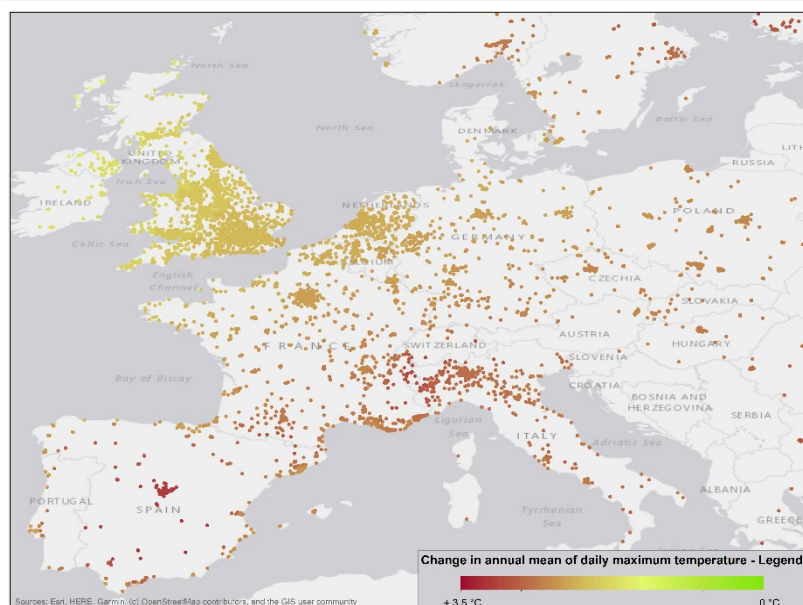 North Sea
Skagerrak
North Sea
DENMARK
Baltic Sea
LITH
UNITED
KINGDOM
RUSSIA
Irish Sea
IRELAND
NETHERLANDS
POLAND
GERMANY
Celtic Sea
BELGIUM
English
Channel
CZECHIA
SLOVAKIA
AUSTRIA
FRANCE
SWITZERLAND
HUNGARY
SLOVENIA
Bay of Biscay
CROATIA
BOSNIA AND
HERZEGOVINA
SERBIA
Ligurian
Sea
ITALY
Adriatic Sea
PORTUGAL
SPAIN
ALBANIA
Tyrrhenian
Sea
GREECE
Change in annual mean of daily maximum temperature - Legend
+ 3.5 °C
0 °C
Sources: Esri, HERE, Garmin, (c) OpenStreetMap contributors, and the GIS user community